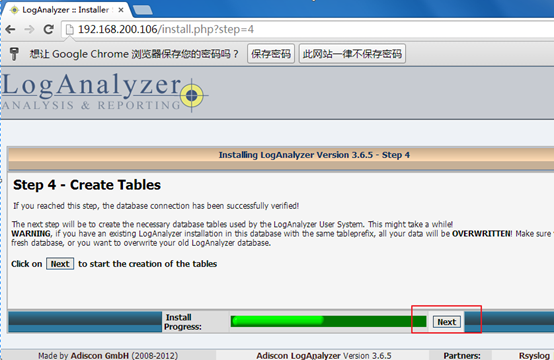 LogAnalyzer :: Installer
192.168.200.106/install.php?step=4
想让 Google Chrome 浏览器保存您的密码吗？ 保存密码 此网站一律不保存密码
LogAnalyzer
ANALYSIS & REPORTING
Installing LogAnalyzer Version 3.6.5 - Step 4
Step 4 - Create Tables
If you reached this step, the database connection has been successfully verified!
The next step will be to create the necessary database tables used by the LogAnalyzer User System. This might take a while!
WARNING, if you have an existing LogAnalyzer installation in this database with the same tableprefix, all your data will be OVERWRITTEN! Make sure
fresh database, or you want to overwrite your old LogAnalyzer database.
Click on Next to start the creation of the tables
Install
Progress:
Next
Made by Adiscon GmbH (2008-2012) Adiscon LogAnalyzer Version 3.6.5 Partners: Rsyslog